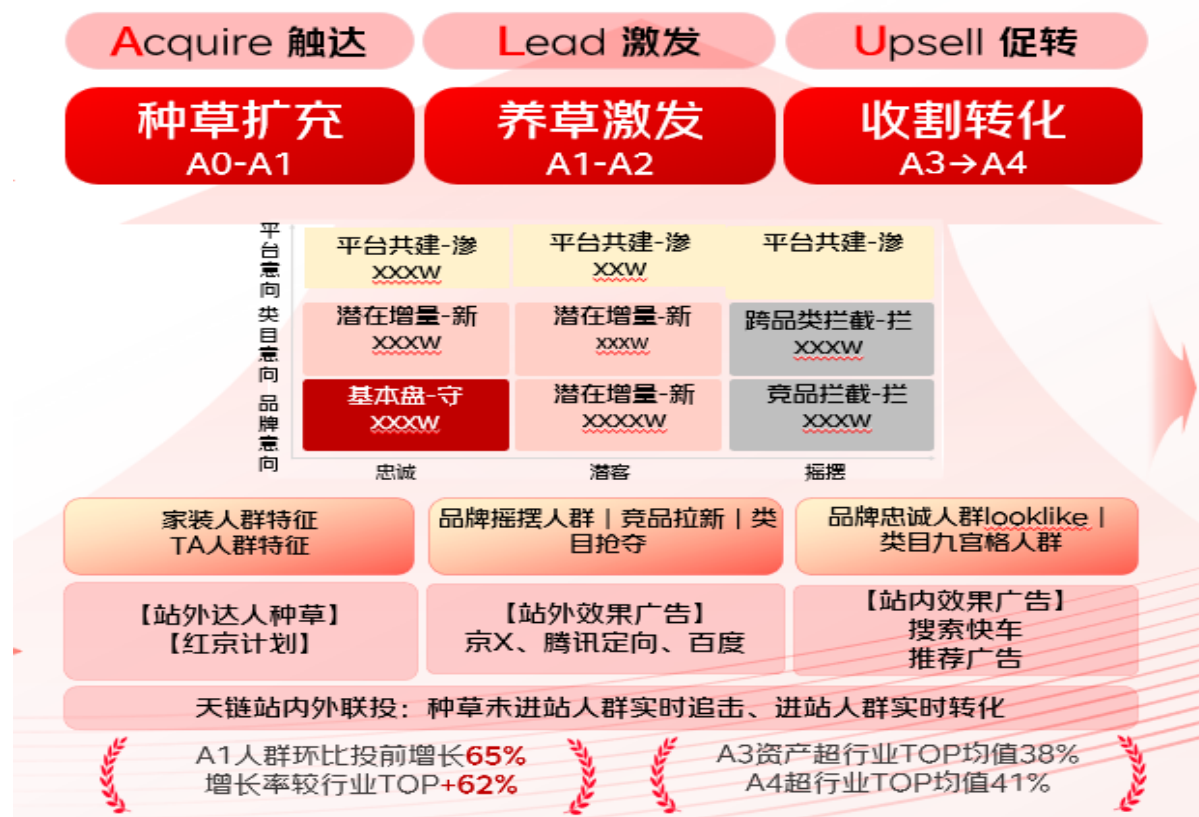 Acquire 触达
Lead 激发
Upsell 促转
种草扩充
A0-A1
养草激发
A1-A2
收割转化
A3→A4
平台意向
平台共建-渗
XXXW
平台共建-渗
XXW
平台共建-渗
类目意向
潜在增量-新
XXXW
潜在增量-新
XXXW
跨品类拦截-拦
XXXW
品牌意向
基本盘-守
XXXW
潜在增量-新
XXXXW
竞品拦截-拦
XXXW
忠诚
潜客
摇摆
家装人群特征
TA人群特征
品牌摇摆人群 | 竞品拉新 | 类
目抢夺
品牌忠诚人群looklike |
类目九宫格人群
【站外达人种草】
【红京计划】
【站外效果广告】
京X、腾讯定向、百度
【站内效果广告】
搜索快车
推荐广告
天链站内外联投：种草未进站人群实时追击、进站人群实时转化
A1人群环比投前增长65%
增长率较行业TOP+62%
A3资产超行业TOP均值38%
A4超行业TOP均值41%